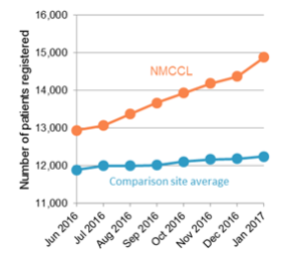 Number of patients registered
16,000
15,000
14,000
13,000
12,000
11,000
NMCCL
Comparison site average
Jun 2016
Jul 2016
Aug 2016
Sep 2016
Oct 2016
Nov 2016
Dec 2016
Jan 2017